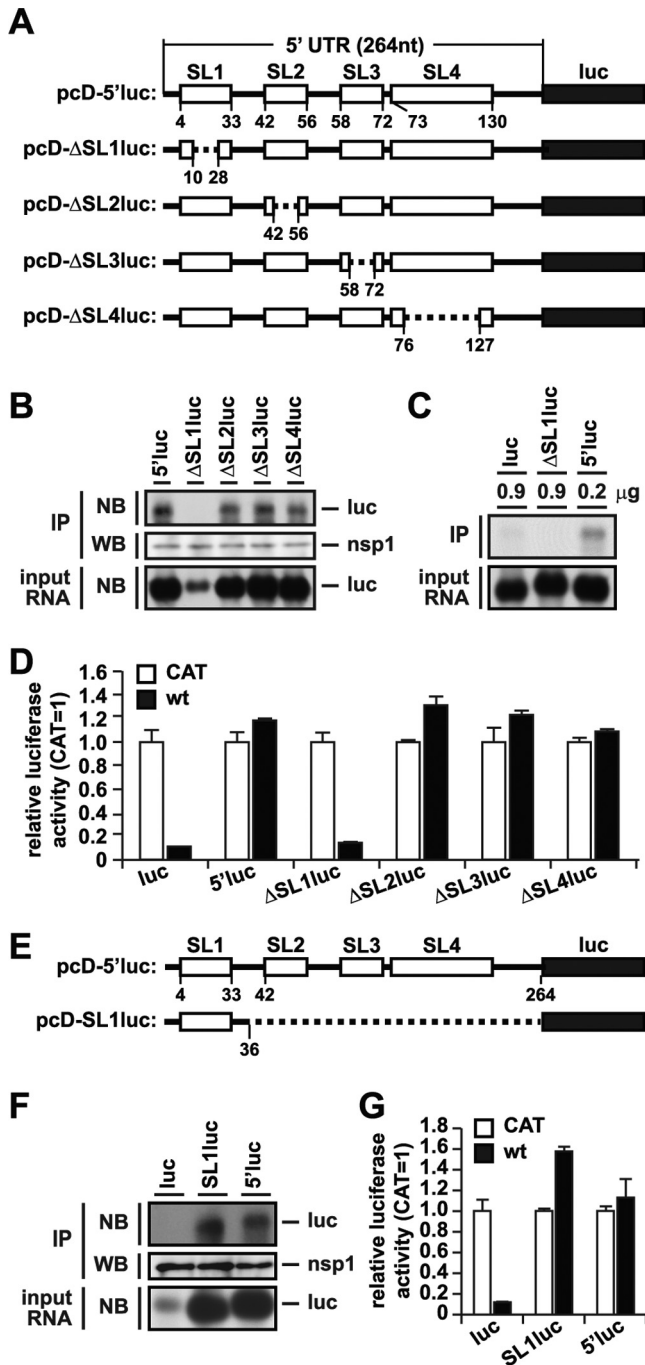 A
5' UTR (264nt)
SL1 SL2 SL3 SL4 luc
pcD-5'luc:
4 33 42 56 58 72 73 130
pcD-ΔSL1luc:
10 28
pcD-ΔSL2luc:
42 56
pcD-ΔSL3luc:
58 72
pcD-ΔSL4luc:
76 127
B
5'luc ΔSL1luc ΔSL2luc ΔSL3luc ΔSL4luc
IP NB luc
WB nsp1
input RNA NB luc
C
luc ΔSL1luc 5'luc
0.9 0.9 0.2 μg
IP
input RNA
D
relative luciferase activity (CAT=1)
1.6
1.4
1.2
1.0
0.8
0.6
0.4
0.2
0
CAT
wt
luc 5'luc ΔSL1luc ΔSL2luc ΔSL3luc ΔSL4luc
E
SL1 SL2 SL3 SL4 luc
pcD-5'luc:
4 33 42 264
pcD-SL1luc:
36
F
luc SL1luc 5'luc
IP NB luc
WB nsp1
input RNA NB luc
G
relative luciferase activity (CAT=1)
1.8
1.6
1.4
1.2
1.0
0.8
0.6
0.4
0.2
0
CAT
wt
luc SL1luc 5'luc